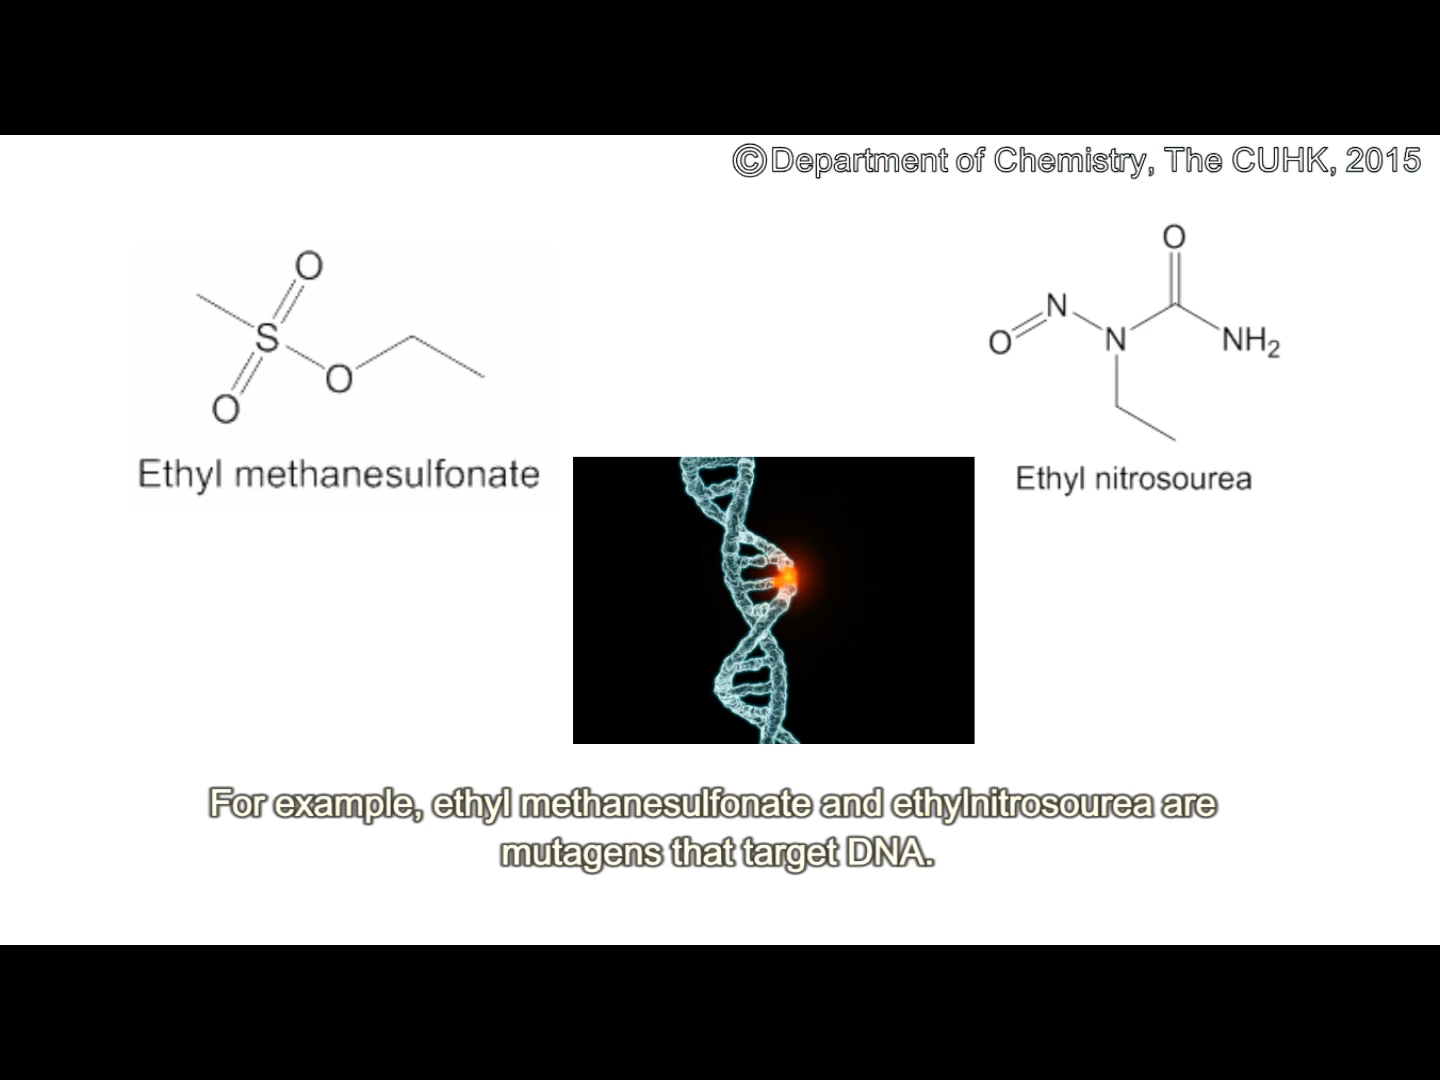 ©Department of Chemistry, The CUHK, 2015
O
S
O
O
Ethyl methanesulfonate
O
N
O
N
NH2
Ethyl nitrosourea
For example, ethyl methanesulfonate and ethylnitrosourea are
mutagens that target DNA.